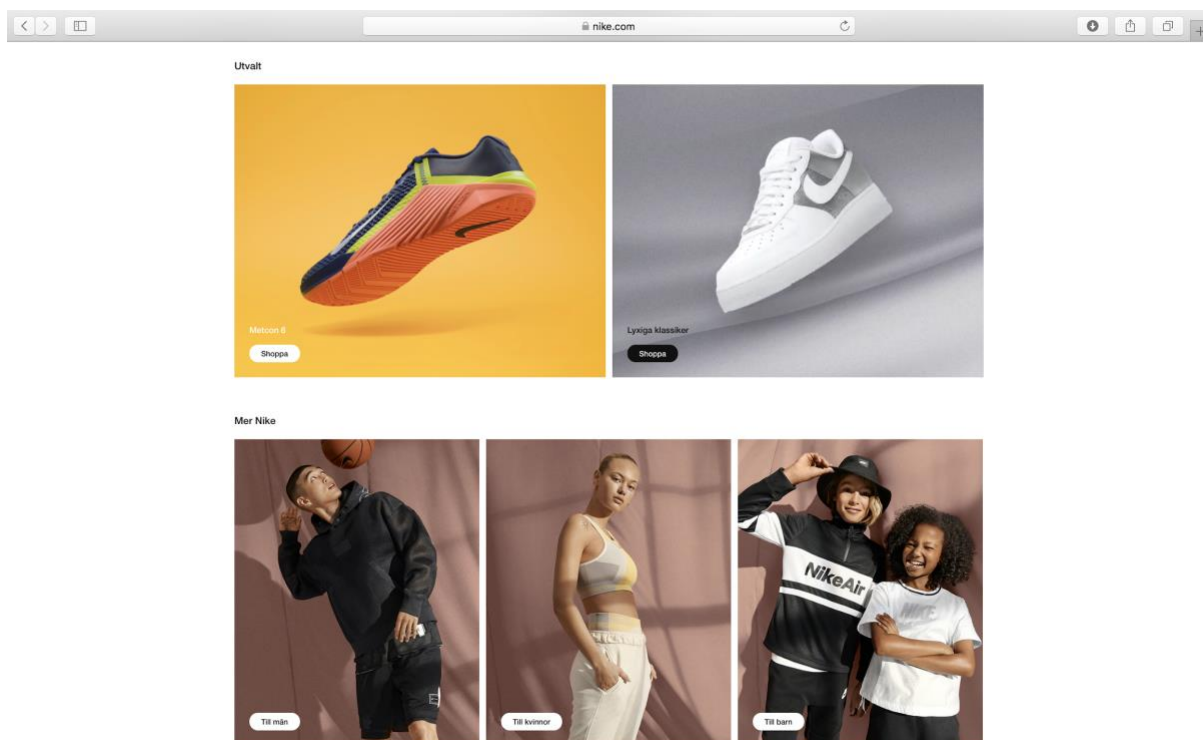 nike.com
Utvalt
Metcon 6
Shoppa
Lyxiga klassiker
Shoppa
Mer Nike
NikeAir
NIKE
Till män
Till kvinnor
Till barn